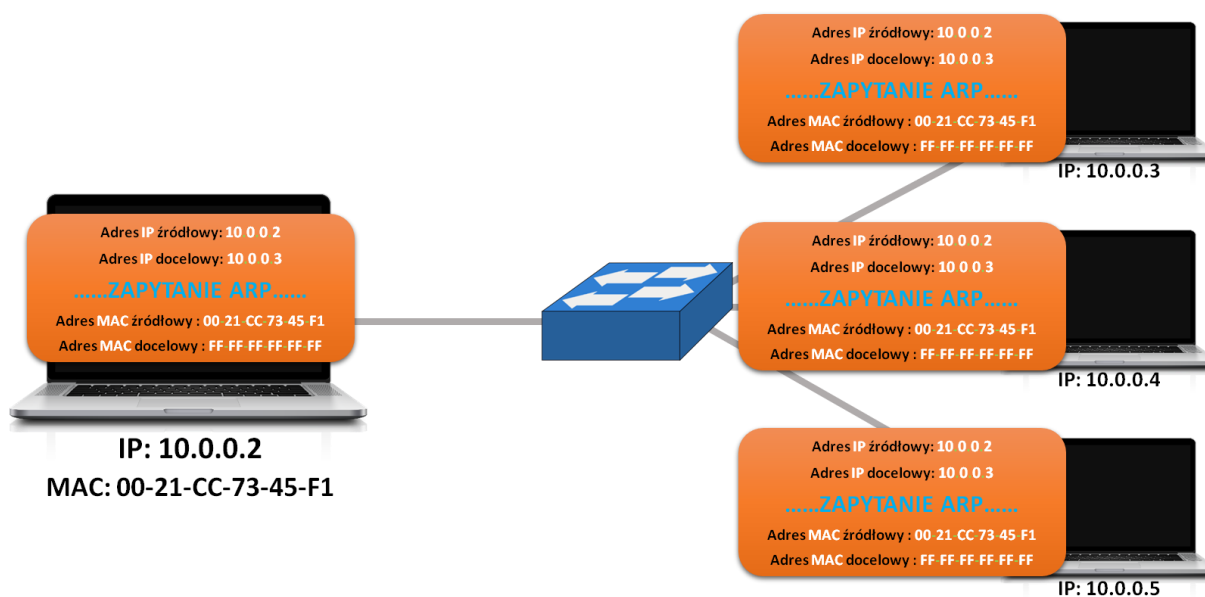 Adres IP źródłowy: 10 0 0 2
Adres IP docelowy: 10 0 0 3
......ZAPYTANIE ARP......
Adres MAC źródłowy : 00-21-CC-73-45-F1
Adres MAC docelowy : FF-FF-FF-FF-FF-FF
IP: 10.0.0.2
MAC: 00-21-CC-73-45-F1
Adres IP źródłowy: 10 0 0 2
Adres IP docelowy: 10 0 0 3
......ZAPYTANIE ARP......
Adres MAC źródłowy : 00-21-CC-73-45-F1
Adres MAC docelowy : FF-FF-FF-FF-FF-FF
IP: 10.0.0.3
Adres IP źródłowy: 10 0 0 2
Adres IP docelowy: 10 0 0 3
......ZAPYTANIE ARP......
Adres MAC źródłowy : 00-21-CC-73-45-F1
Adres MAC docelowy : FF-FF-FF-FF-FF-FF
IP: 10.0.0.4
Adres IP źródłowy: 10 0 0 2
Adres IP docelowy: 10 0 0 3
......ZAPYTANIE ARP......
Adres MAC źródłowy : 00-21-CC-73-45-F1
Adres MAC docelowy : FF-FF-FF-FF-FF-FF
IP: 10.0.0.5